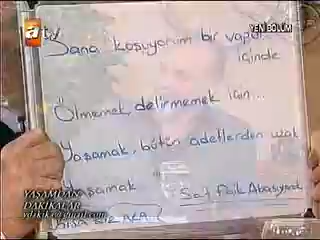 atv
YENİ BÖLÜM
Sana koşuyorum bir vapur
içinde
Ölmemek, delirmemek için...
Yaşamak, bütün adetlerden uzak
Yaşamak
Sait Faik Abasıyanık
YAŞAMDAN
DAKİKALAR